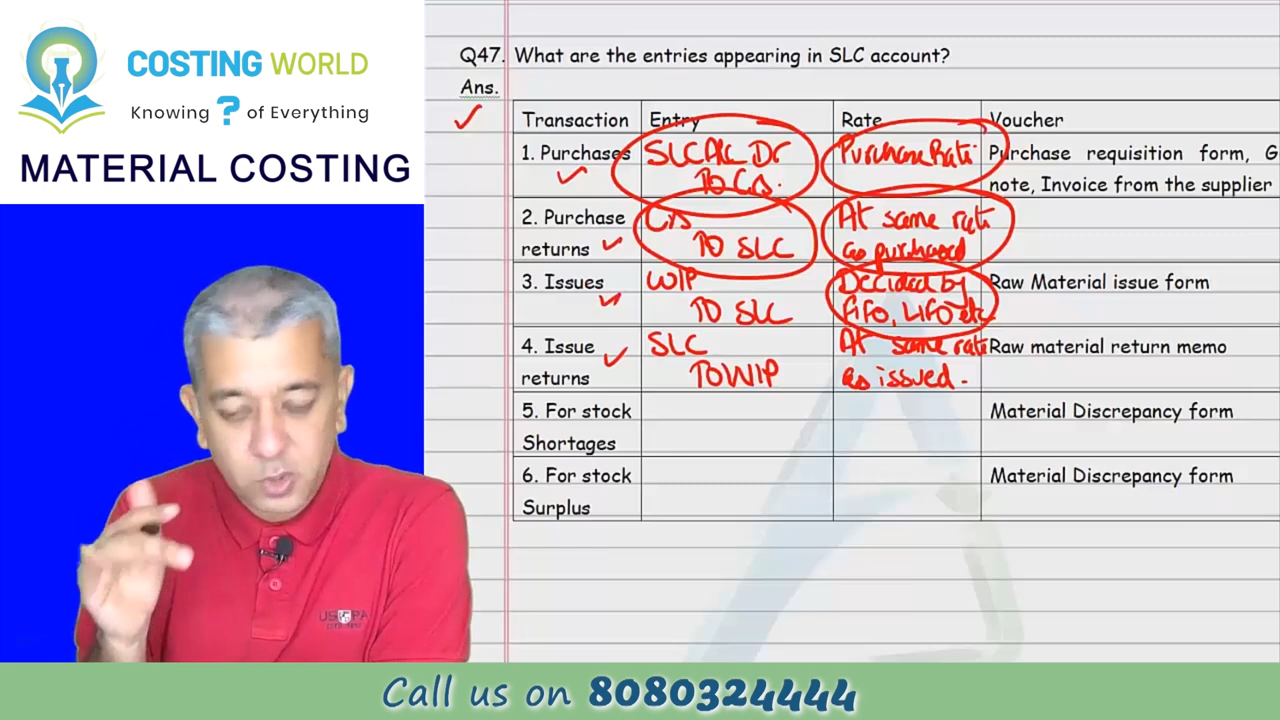 COSTING WORLD
Knowing ? of Everything
MATERIAL COSTING
Q47. What are the entries appearing in SLC account?
Ans.
Transaction Entry Rate Voucher
1. Purchases SLC A/c Dr Purchase Rate Purchase requisition form, G
To Crs. note, Invoice from the supplier
2. Purchase Crs At same rate
returns To SLC as purchased
3. Issues WIP Decided by Raw Material issue form
To SLC FIFO, LIFO etc
4. Issue SLC At same rate Raw material return memo
returns To WIP as issued.
5. For stock Material Discrepancy form
Shortages
6. For stock Material Discrepancy form
Surplus
Call us on 8080324444